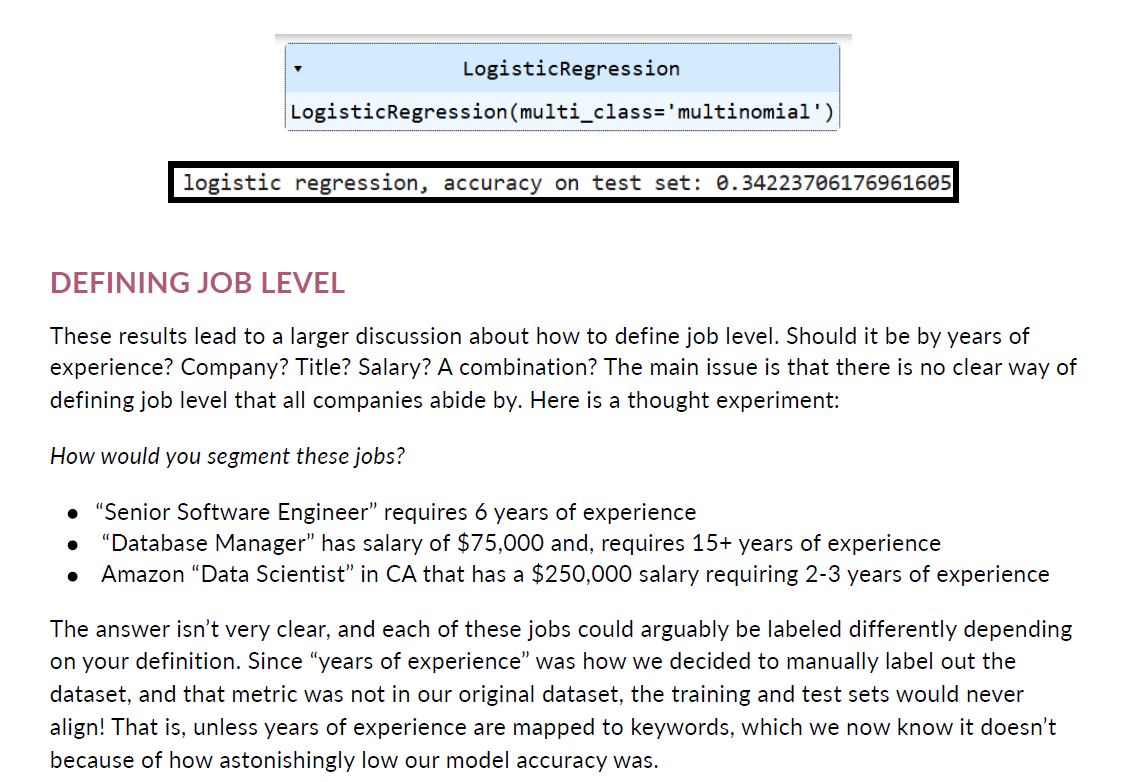 ▾ LogisticRegression
LogisticRegression(multi_class='multinomial')
logistic regression, accuracy on test set: 0.34223706176961605
DEFINING JOB LEVEL
These results lead to a larger discussion about how to define job level. Should it be by years of
experience? Company? Title? Salary? A combination? The main issue is that there is no clear way of
defining job level that all companies abide by. Here is a thought experiment:
How would you segment these jobs?
● “Senior Software Engineer” requires 6 years of experience
● “Database Manager” has salary of $75,000 and, requires 15+ years of experience
● Amazon “Data Scientist” in CA that has a $250,000 salary requiring 2-3 years of experience
The answer isn’t very clear, and each of these jobs could arguably be labeled differently depending
on your definition. Since “years of experience” was how we decided to manually label out the
dataset, and that metric was not in our original dataset, the training and test sets would never
align! That is, unless years of experience are mapped to keywords, which we now know it doesn’t
because of how astonishingly low our model accuracy was.